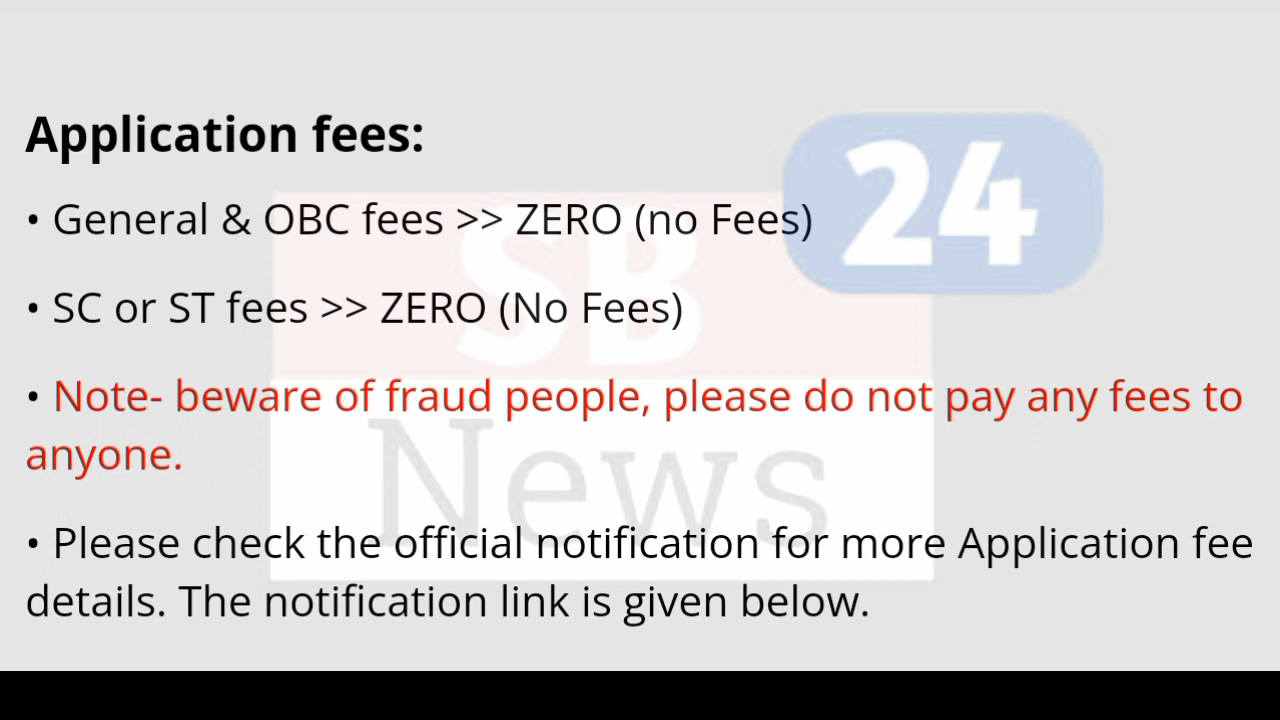 Application fees:
24
• General & OBC fees >> ZERO (no Fees)
SB
• SC or ST fees >> ZERO (No Fees)
• Note- beware of fraud people, please do not pay any fees to
anyone.
News
• Please check the official notification for more Application fee
details. The notification link is given below.